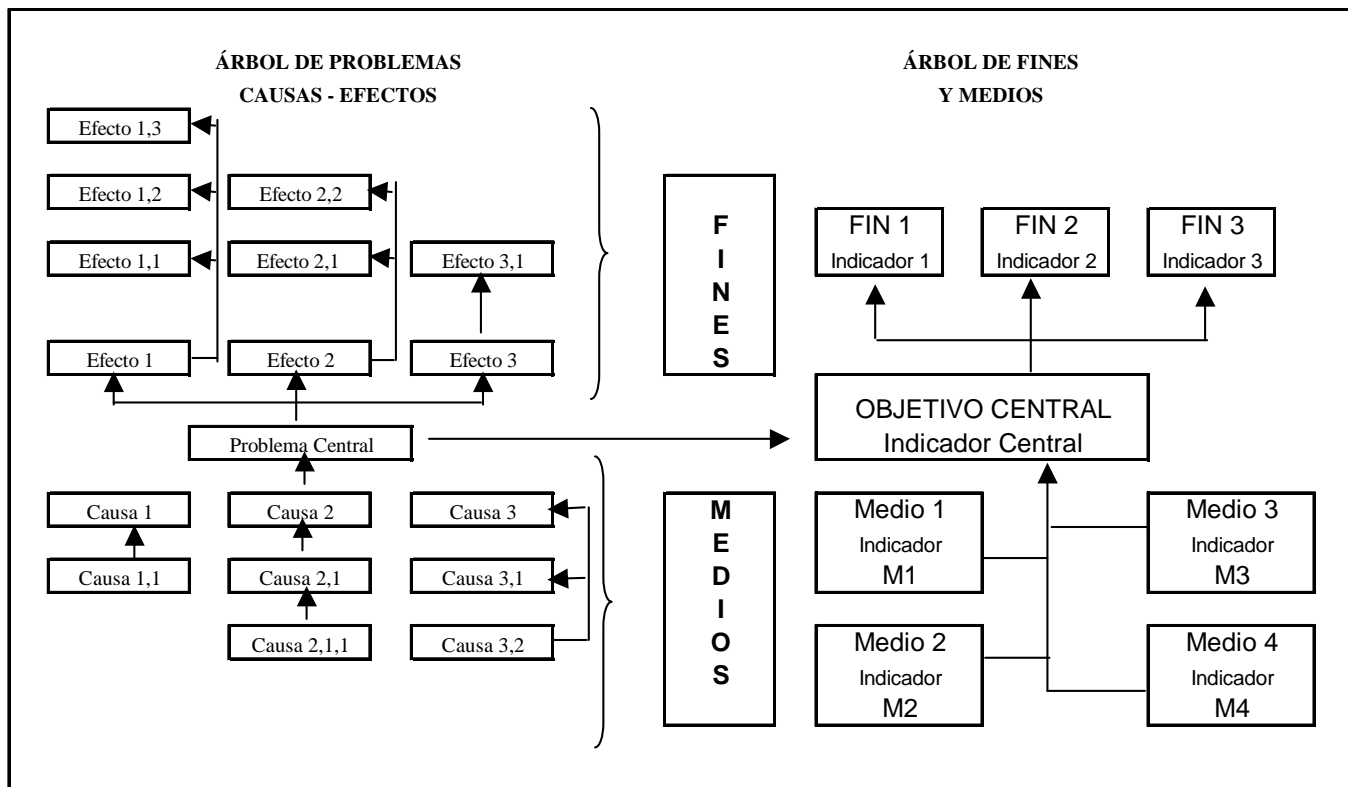 ÁRBOL DE PROBLEMAS
CAUSAS - EFECTOS
Efecto 1,3
Efecto 1,2
Efecto 2,2
Efecto 1,1
Efecto 2,1
Efecto 3,1
Efecto 1
Efecto 2
Efecto 3
Problema Central
Causa 1
Causa 2
Causa 3
Causa 1,1
Causa 2,1
Causa 3,1
Causa 2,1,1
Causa 3,2
F
I
N
E
S
M
E
D
I
O
S
ÁRBOL DE FINES
Y MEDIOS
FIN 1
Indicador 1
FIN 2
Indicador 2
FIN 3
Indicador 3
OBJETIVO CENTRAL
Indicador Central
Medio 1
Indicador
M1
Medio 3
Indicador
M3
Medio 2
Indicador
M2
Medio 4
Indicador
M4